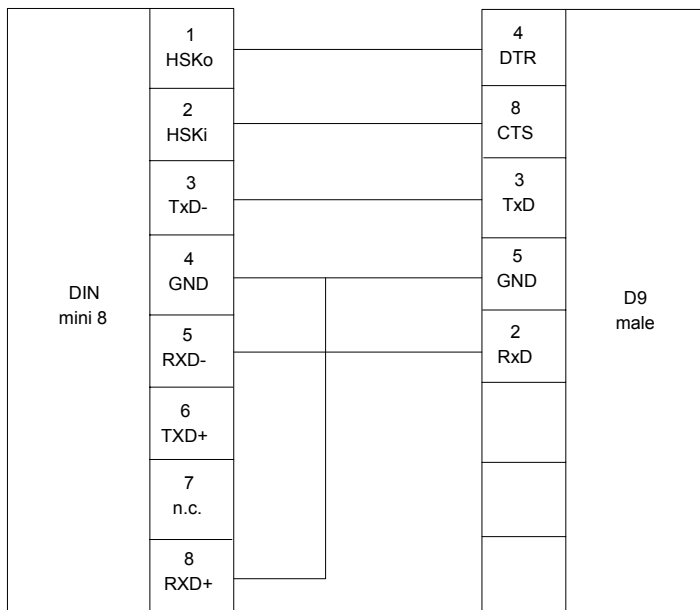 DIN
mini 8
1
HSKo
2
HSKi
3
TxD-
4
GND
5
RXD-
6
TXD+
7
n.c.
8
RXD+
4
DTR
8
CTS
3
TxD
5
GND
2
RxD
D9
male